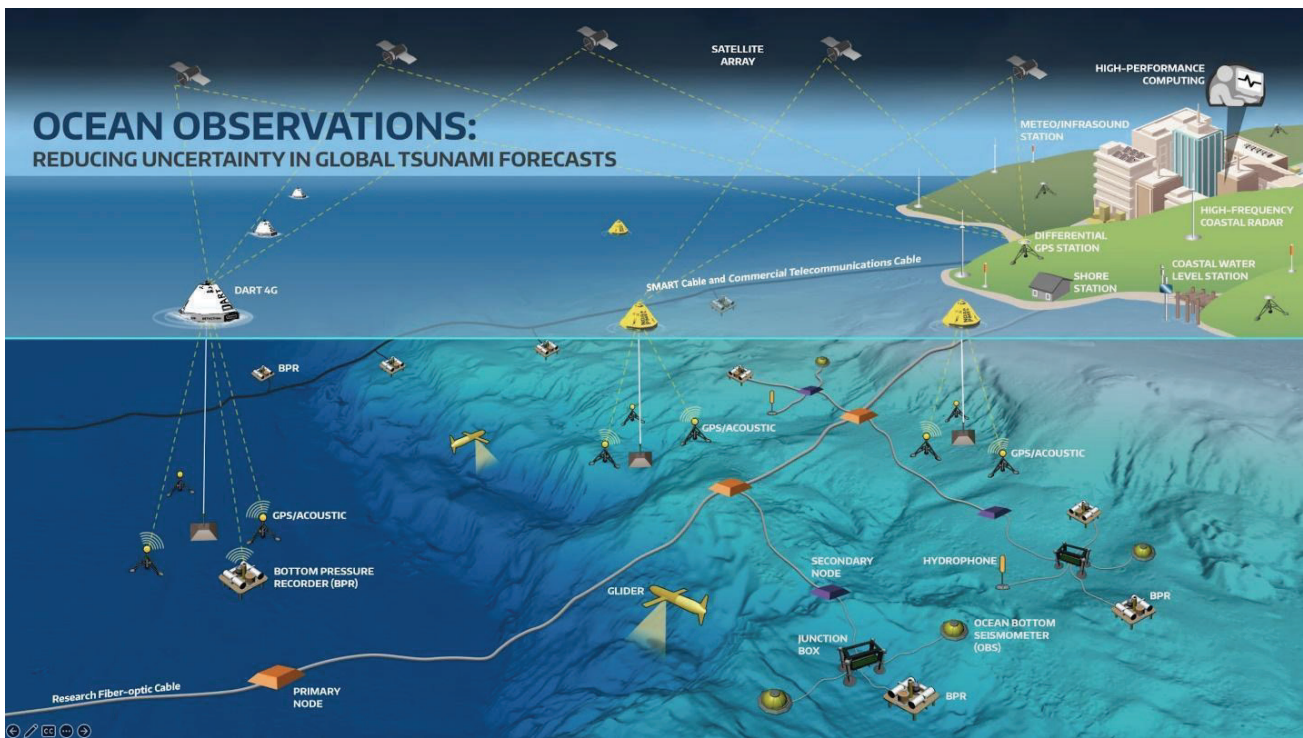 SATELLITE
ARRAY
HIGH-PERFORMANCE
COMPUTING
OCEAN OBSERVATIONS:
REDUCING UNCERTAINTY IN GLOBAL TSUNAMI FORECASTS
METEO/INFRASOUND
STATION
HIGH-FREQUENCY
COASTAL RADAR
DIFFERENTIAL
GPS STATION
COASTAL WATER
LEVEL STATION
SHORE
STATION
SMART Cable and Commercial Telecommunications Cable
DART 4G
DART
BPR
GPS/ACOUSTIC
GPS/ACOUSTIC
GPS/ACOUSTIC
BOTTOM PRESSURE
RECORDER (BPR)
SECONDARY
NODE
HYDROPHONE
GLIDER
BPR
JUNCTION
BOX
OCEAN BOTTOM
SEISMOMETER
(OBS)
BPR
Research Fiber-optic Cable
PRIMARY
NODE
CC